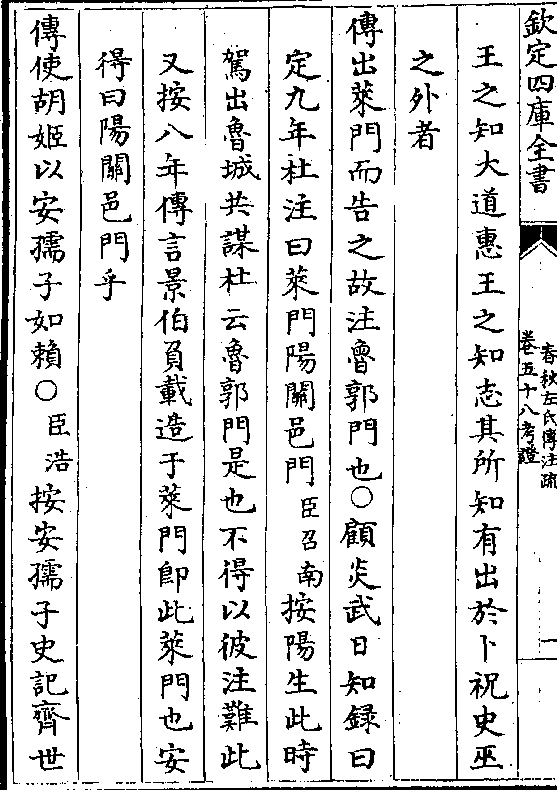 欽定四庫全書
春秋左氏傳注疏
卷五十八考證
一
王之知大道惠王之知志其所知有出於卜祝史巫
之外者
傳出萊門而告之故注魯郭門也○顧炎武日知録曰
定九年杜注曰萊門陽關邑門臣召南按陽生此時
駕出魯城共謀杜云魯郭門是也不得以彼注難此
又按八年傳言景伯負載造于萊門即此萊門也安
得曰陽關邑門乎
傳使胡姬以安孺子如賴○臣浩按安孺子史記齊世